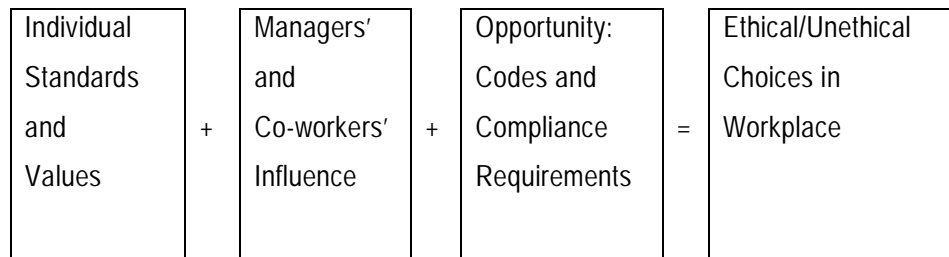 Individual
Standards
and
Values
+
Managers’
and
Co-workers’
Influence
+
Opportunity:
Codes and
Compliance
Requirements
=
Ethical/Unethical
Choices in
Workplace